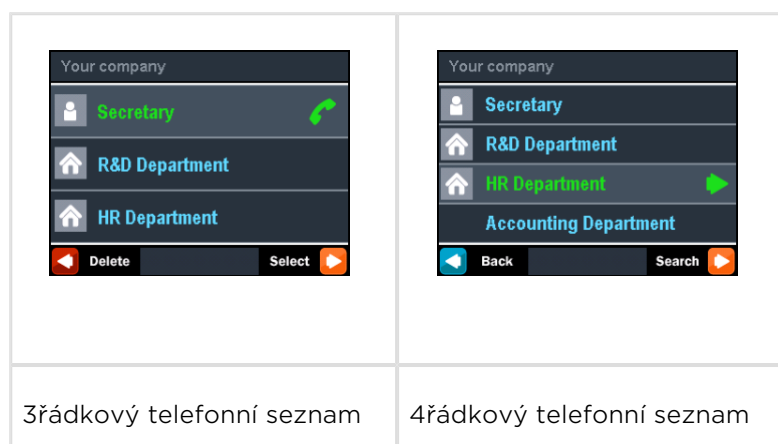 Your company
Secretary
R&D Department
HR Department
Delete Select
Your company
Secretary
R&D Department
HR Department
Accounting Department
Back Search
3řádkový telefonní seznam
4řádkový telefonní seznam